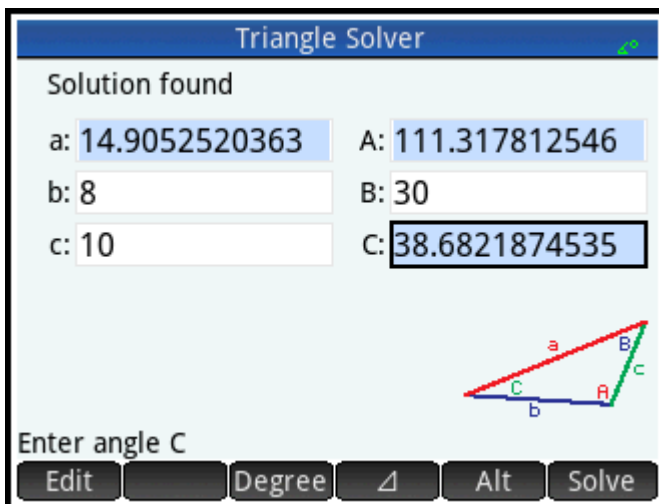 Triangle Solver
Solution found
a: 14.9052520363 A: 111.317812546
b: 8 B: 30
c: 10 C: 38.6821874535
a B
C A c
b
Enter angle C
Edit Degree ⊿ Alt Solve